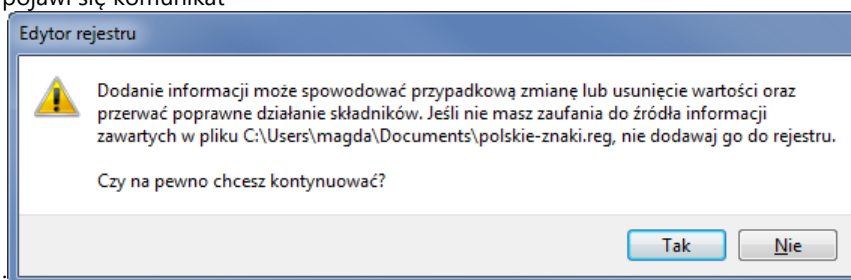 pojawi się komunikat
Edytor rejestru
Dodanie informacji może spowodować przypadkową zmianę lub usunięcie wartości oraz
przerwać poprawne działanie składników. Jeśli nie masz zaufania do źródła informacji
zawartych w pliku C:\Users\magda\Documents\polskie-znaki.reg, nie dodawaj go do rejestru.
Czy na pewno chcesz kontynuować?
Tak Nie
.